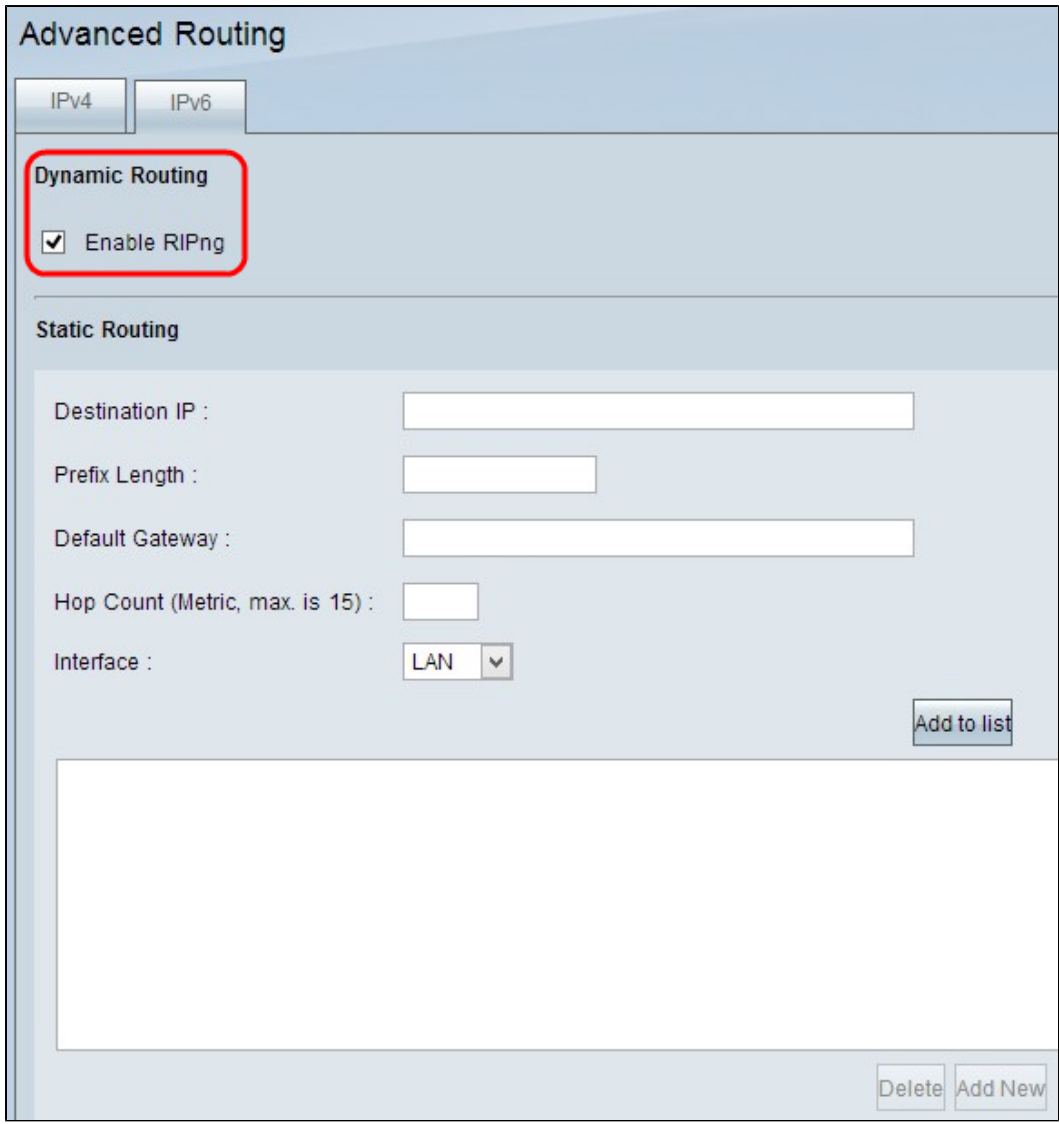 Advanced Routing
IPv4 IPv6
Dynamic Routing
Enable RIPng
Static Routing
Destination IP :
Prefix Length :
Default Gateway :
Hop Count (Metric, max. is 15) :
Interface : LAN
Add to list
Delete Add New